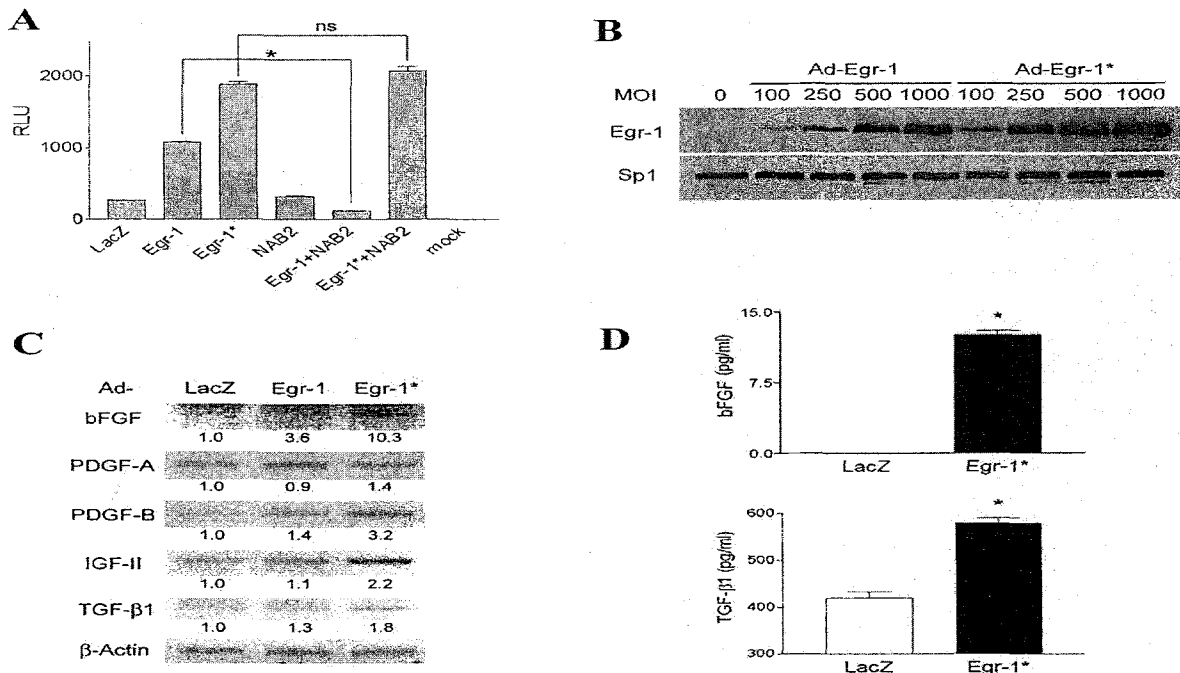 A
ns
*
2000
1000
0
RLU
LacZ
Egr-1
Egr-1*
NAB2
Egr-1+NAB2
Egr-1*+NAB2
mock
B
Ad-Egr-1 Ad-Egr-1*
MOI 0 100 250 500 1000 100 250 500 1000
Egr-1
Sp1
C
Ad- LacZ Egr-1 Egr-1*
bFGF
1.0 3.6 10.3
PDGF-A
1.0 0.9 1.4
PDGF-B
1.0 1.4 3.2
IGF-II
1.0 1.1 2.2
TGF-β1
1.0 1.3 1.8
β-Actin
D
*
15.0
7.5
0.0
bFGF (pg/ml)
LacZ Egr-1*
*
600
500
400
300
TGF-β1 (pg/ml)
LacZ Egr-1*